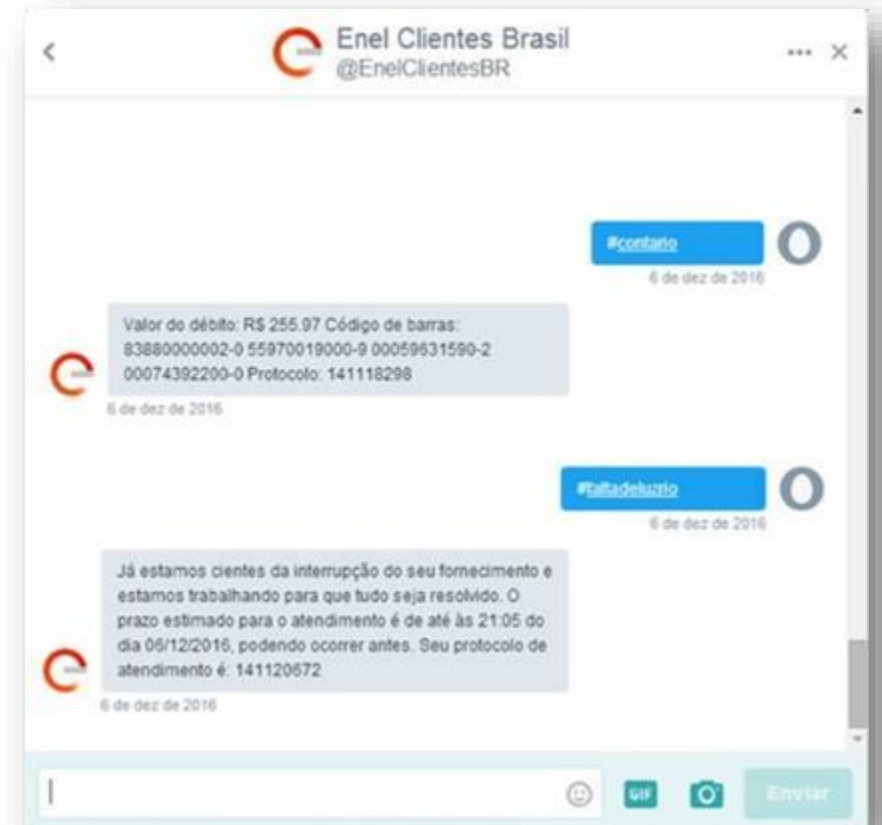 Enel Clientes Brasil
@EnelClientesBR
#contario
6 de dez de 2016
Valor do débito: R$ 255.97 Código de barras:
83880000002-0 55970019000-9 00059631590-2
00074392200-0 Protocolo: 141118298
6 de dez de 2016
#faltadeluzrio
6 de dez de 2016
Já estamos cientes da interrupção do seu fornecimento e
estamos trabalhando para que tudo seja resolvido. O
prazo estimado para o atendimento é de até às 21:05 do
dia 06/12/2016, podendo ocorrer antes. Seu protocolo de
atendimento é: 141120672
6 de dez de 2016
GIF
Enviar